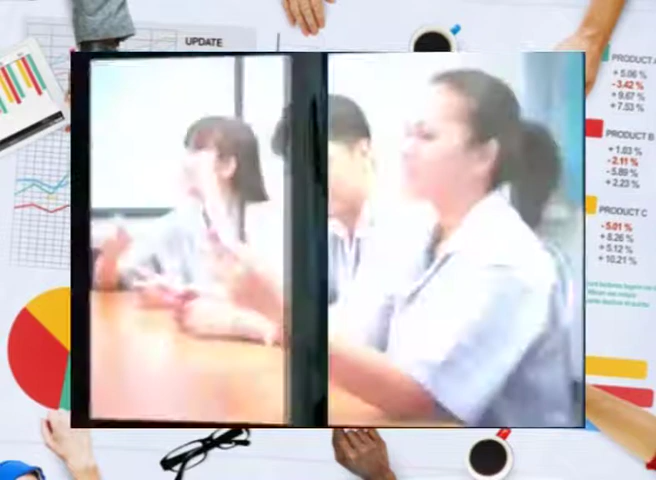 UPDATE
PRODUCT A
+ 5.06 %
-3.42 %
+ 9.67 %
+ 7.53 %
PRODUCT B
+ 1.03 %
-2.11 %
- 5.89 %
+ 2.23 %
PRODUCT C
-5.01 %
+ 6.26 %
+ 5.12 %
+ 10.21 %